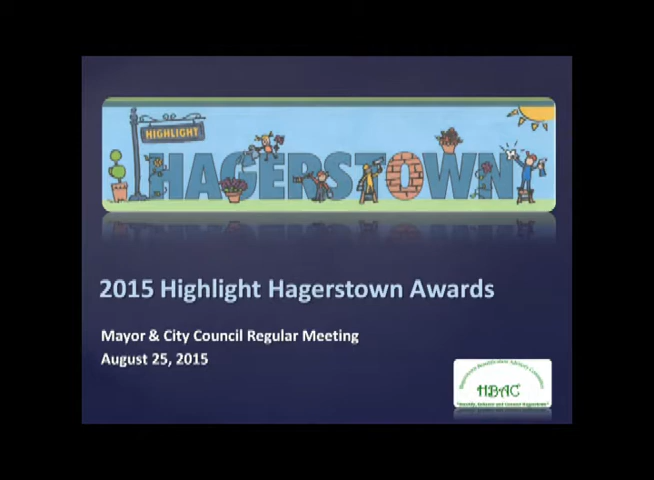 HIGHLIGHT
HAGERSTOWN
2015 Highlight Hagerstown Awards
Mayor & City Council Regular Meeting
August 25, 2015
HBAC